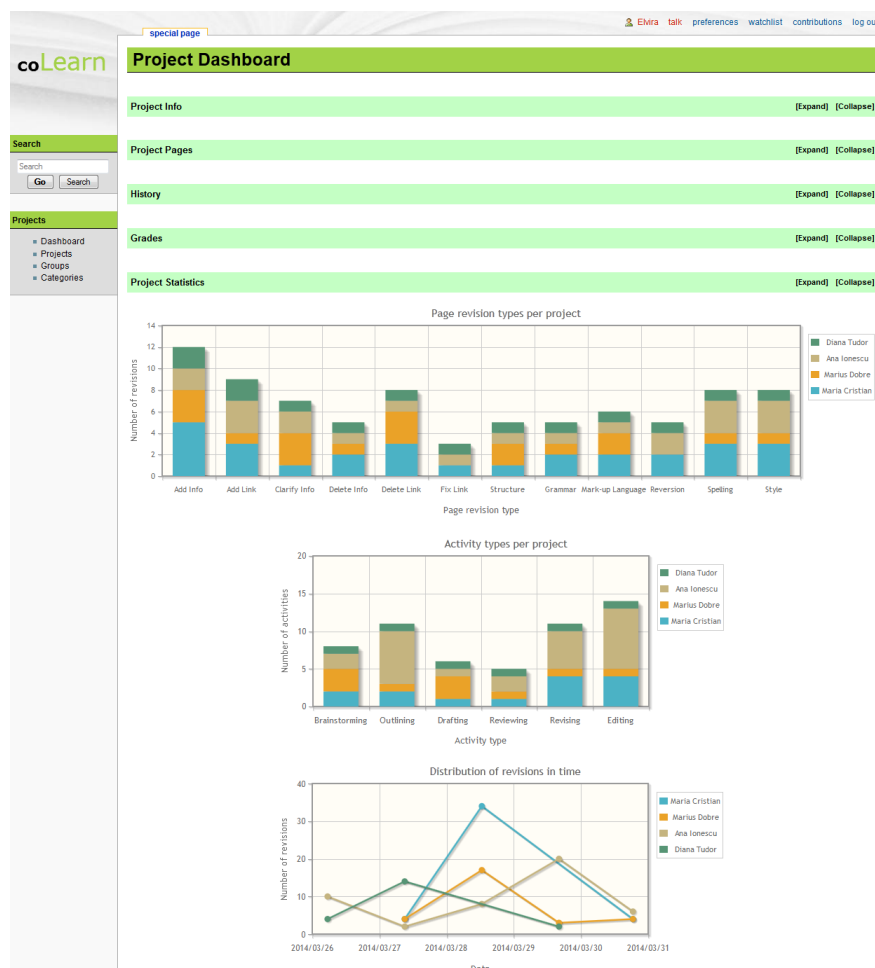 Elvira talk preferences watchlist contributions log ou
special page
coLearn
Project Dashboard
Project Info [Expand] [Collapse]
Search
Project Pages [Expand] [Collapse]
Search
Go Search
History [Expand] [Collapse]
Projects
Dashboard
Projects
Groups
Categories
Grades [Expand] [Collapse]
Project Statistics [Expand] [Collapse]
Page revision types per project
Number of revisions
14
12
10
8
6
4
2
0
Add Info Add Link Clarify Info Delete Info Delete Link Fix Link Structure Grammar Mark-up Language Reversion Spelling Style
Page revision type
Diana Tudor
Ana Ionescu
Marius Dobre
Maria Cristian
Activity types per project
Number of activities
20
15
10
5
0
Brainstorming Outlining Drafting Reviewing Revising Editing
Activity type
Diana Tudor
Ana Ionescu
Marius Dobre
Maria Cristian
Distribution of revisions in time
Number of revisions
40
30
20
10
0
2014/03/26 2014/03/27 2014/03/28 2014/03/29 2014/03/30 2014/03/31
Maria Cristian
Marius Dobre
Ana Ionescu
Diana Tudor